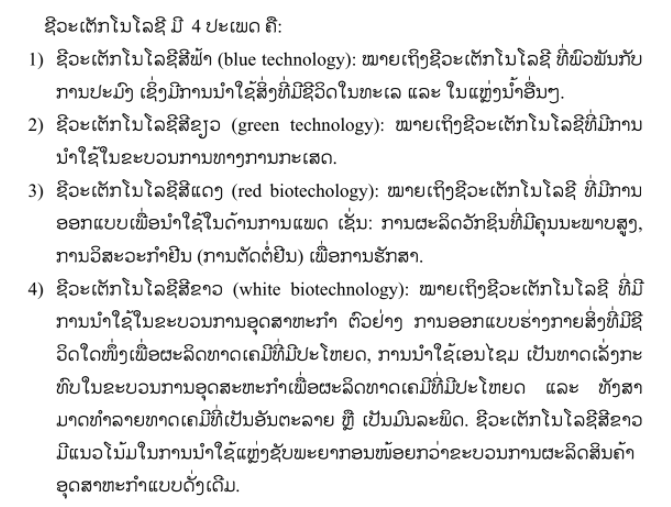 ຊີວະເຕັກໂນໂລຊີ ມີ 4 ປະເພດ ຄື:
1) ຊີວະເຕັກໂນໂລຊີສີຟ້າ (blue technology): ໝາຍເຖິງຊີວະເຕັກໂນໂລຊີ ທີ່ພົວພັນກັບ
ການປະມົງ ເຊິ່ງມີການນຳໃຊ້ສິ່ງທີ່ມີຊີວິດໃນທະເລ ແລະ ໃນແຫຼ່ງນ້ຳອື່ນໆ.
2) ຊີວະເຕັກໂນໂລຊີສີຂຽວ (green technology): ໝາຍເຖິງຊີວະເຕັກໂນໂລຊີທີ່ມີການ
ນຳໃຊ້ໃນຂະບວນການທາງການກະເສດ.
3) ຊີວະເຕັກໂນໂລຊີສີແດງ (red biotechology): ໝາຍເຖິງຊີວະເຕັກໂນໂລຊີ ທີ່ມີການ
ອອກແບບເພື່ອນຳໃຊ້ໃນດ້ານການແພດ ເຊັ່ນ: ການຜະລິດວັກຊິນທີ່ມີຄຸນນະພາບສູງ,
ການວິສະວະກຳຢີນ (ການຕັດຕໍ່ຢີນ) ເພື່ອການຮັກສາ.
4) ຊີວະເຕັກໂນໂລຊີສີຂາວ (white biotechnology): ໝາຍເຖິງຊີວະເຕັກໂນໂລຊີ ທີ່ມີ
ການນຳໃຊ້ໃນຂະບວນການອຸດສາຫະກຳ ຕົວຢ່າງ ການອອກແບບຮ່າງກາຍສິ່ງທີ່ມີຊີ
ວິດໃດໜຶ່ງເພື່ອຜະລິດທາດເຄມີທີ່ມີປະໂຫຍດ, ການນຳໃຊ້ເອນໄຊມ ເປັນທາດເລັ່ງກະ
ທົບໃນຂະບວນການອຸດສະຫະກຳເພື່ອຜະລິດທາດເຄມີທີ່ມີປະໂຫຍດ ແລະ ທັງສາ
ມາດທຳລາຍທາດເຄມີທີ່ເປັນອັນຕະລາຍ ຫຼື ເປັນມົນລະພິດ. ຊີວະເຕັກໂນໂລຊີສີຂາວ
ມີແນວໂນ້ມໃນການນຳໃຊ້ແຫຼ່ງຊັບພະຍາກອນໜ້ອຍກວ່າຂະບວນການຜະລິດສິນຄ້າ
ອຸດສາຫະກຳແບບດັ່ງເດີມ.